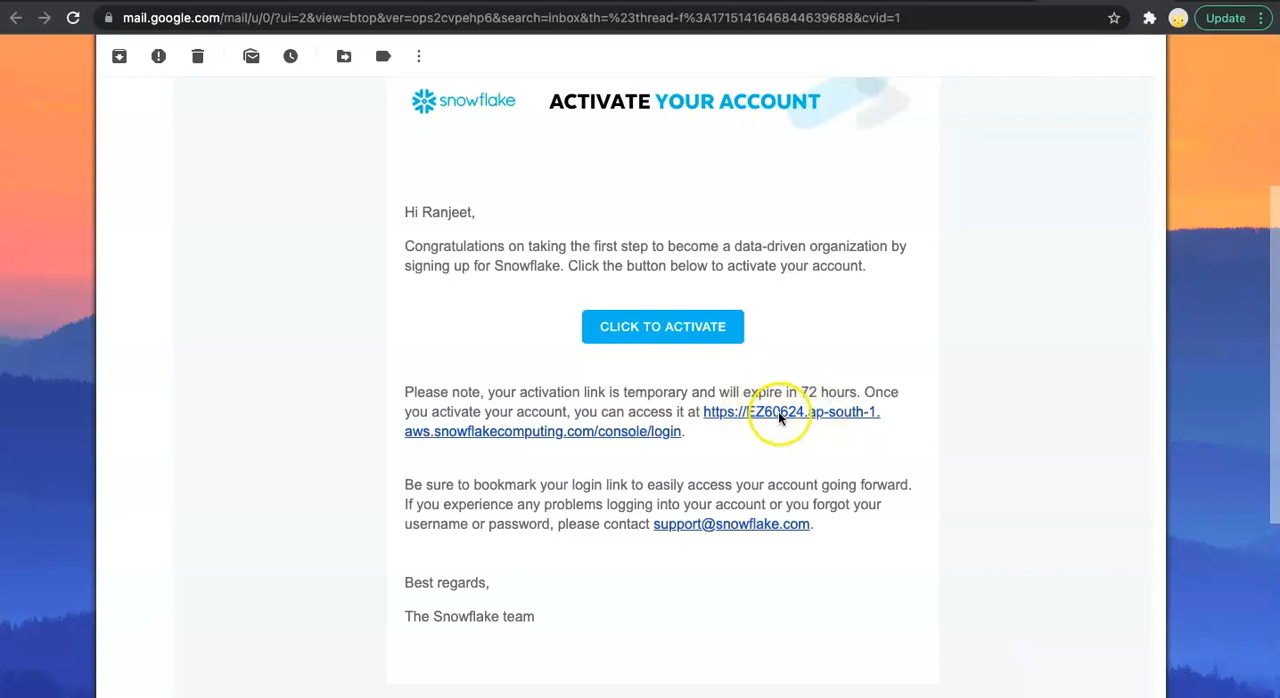 mail.google.com/mail/u/0/?ui=2&view=btop&ver=ops2cvpehp6&search=inbox&th=%23thread-f%3A1715141646844639688&cvid=1
Update
snowflake
ACTIVATE YOUR ACCOUNT
Hi Ranjeet,
Congratulations on taking the first step to become a data-driven organization by
signing up for Snowflake. Click the button below to activate your account.
CLICK TO ACTIVATE
Please note, your activation link is temporary and will expire in 72 hours. Once
you activate your account, you can access it at https://EZ60624.ap-south-1.
aws.snowflakecomputing.com/console/login.
Be sure to bookmark your login link to easily access your account going forward.
If you experience any problems logging into your account or you forgot your
username or password, please contact support@snowflake.com.
Best regards,
The Snowflake team